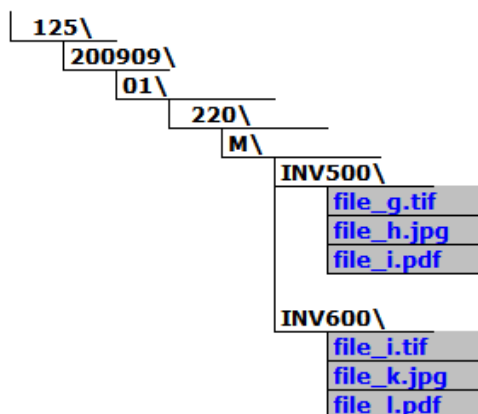 125\
200909\
01\
220\
M\
INV500\
file_g.tif
file_h.jpg
file_i.pdf
INV600\
file_i.tif
file_k.jpg
file_l.pdf